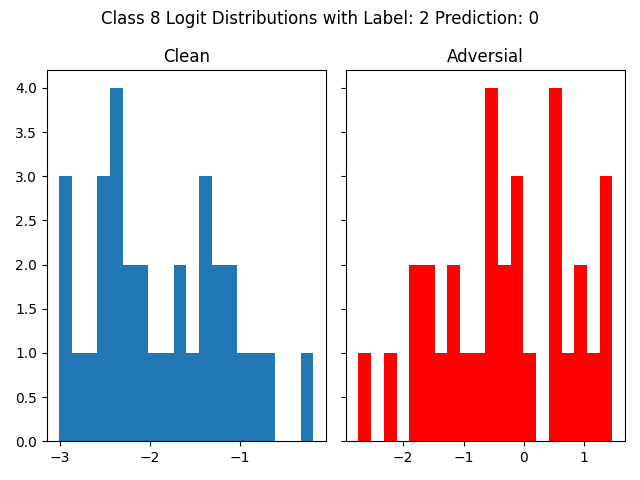 Class 8 Logit Distributions with Label: 2 Prediction: 0
Clean
Adversial
4.0
3.5
3.0
2.5
2.0
1.5
1.0
0.5
0.0
−3 −2 −1
−2 −1 0 1